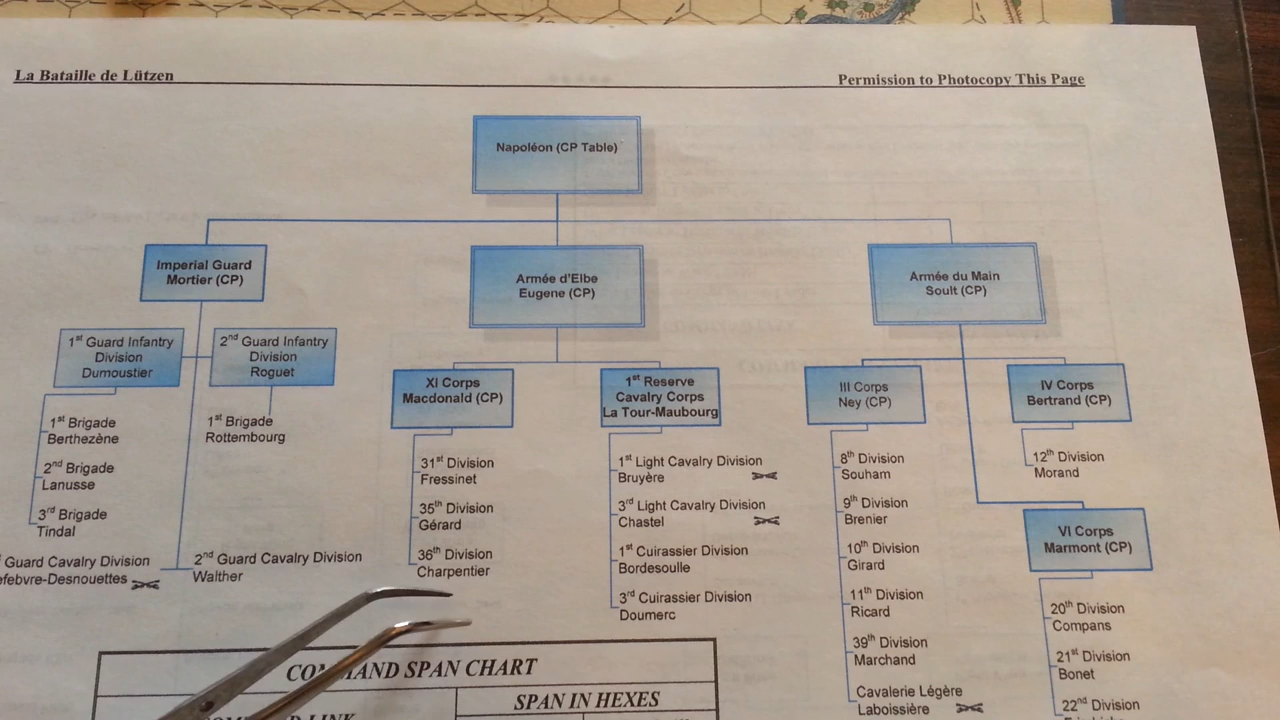 La Bataille de Lützen
Permission to Photocopy This Page
Napoléon (CP Table)
Imperial Guard
Mortier (CP)
Armée d'Elbe
Eugene (CP)
Armée du Main
Soult (CP)
1st Guard Infantry
Division
Dumoustier
2nd Guard Infantry
Division
Roguet
1st Brigade
Berthezène
2nd Brigade
Lanusse
3rd Brigade
Tindal
1st Brigade
Rottembourg
Guard Cavalry Division
efebvre-Desnouettes
2nd Guard Cavalry Division
Walther
XI Corps
Macdonald (CP)
31st Division
Fressinet
35th Division
Gérard
36th Division
Charpentier
1st Reserve
Cavalry Corps
La Tour-Maubourg
1st Light Cavalry Division
Bruyère
3rd Light Cavalry Division
Chastel
1st Cuirassier Division
Bordesoulle
3rd Cuirassier Division
Doumerc
III Corps
Ney (CP)
8th Division
Souham
9th Division
Brenier
10th Division
Girard
11th Division
Ricard
39th Division
Marchand
Cavalerie Légère
Laboissière
IV Corps
Bertrand (CP)
12th Division
Morand
VI Corps
Marmont (CP)
20th Division
Compans
21st Division
Bonet
22nd Division
COMMAND SPAN CHART
SPAN IN HEXES
LINK